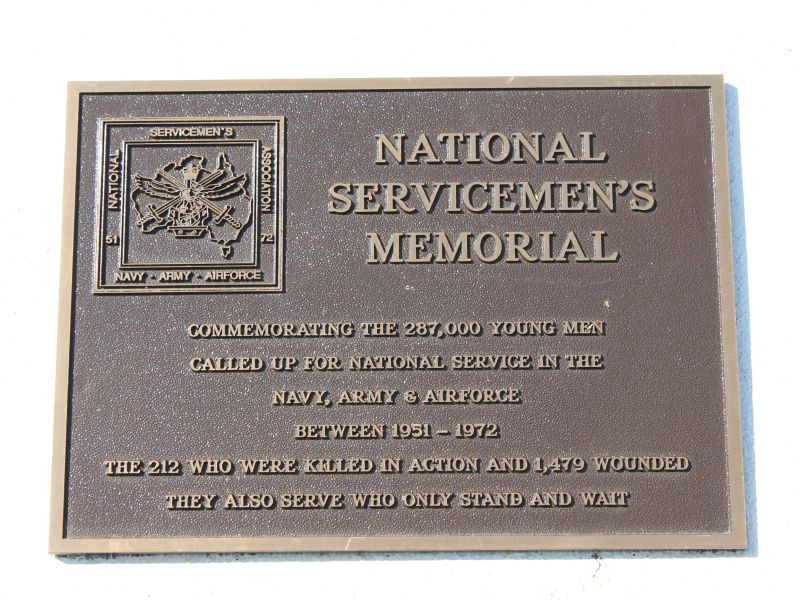 SERVICEMEN'S
NATIONAL
ASSOCIATION
51
72
NAVY - ARMY - AIRFORCE
NATIONAL
SERVICEMEN'S
MEMORIAL
COMMEMORATING THE 287,000 YOUNG MEN
CALLED UP FOR NATIONAL SERVICE IN THE
NAVY, ARMY & AIRFORCE
BETWEEN 1951 – 1972
THE 212 WHO WERE KILLED IN ACTION AND 1,479 WOUNDED
THEY ALSO SERVE WHO ONLY STAND AND WAIT